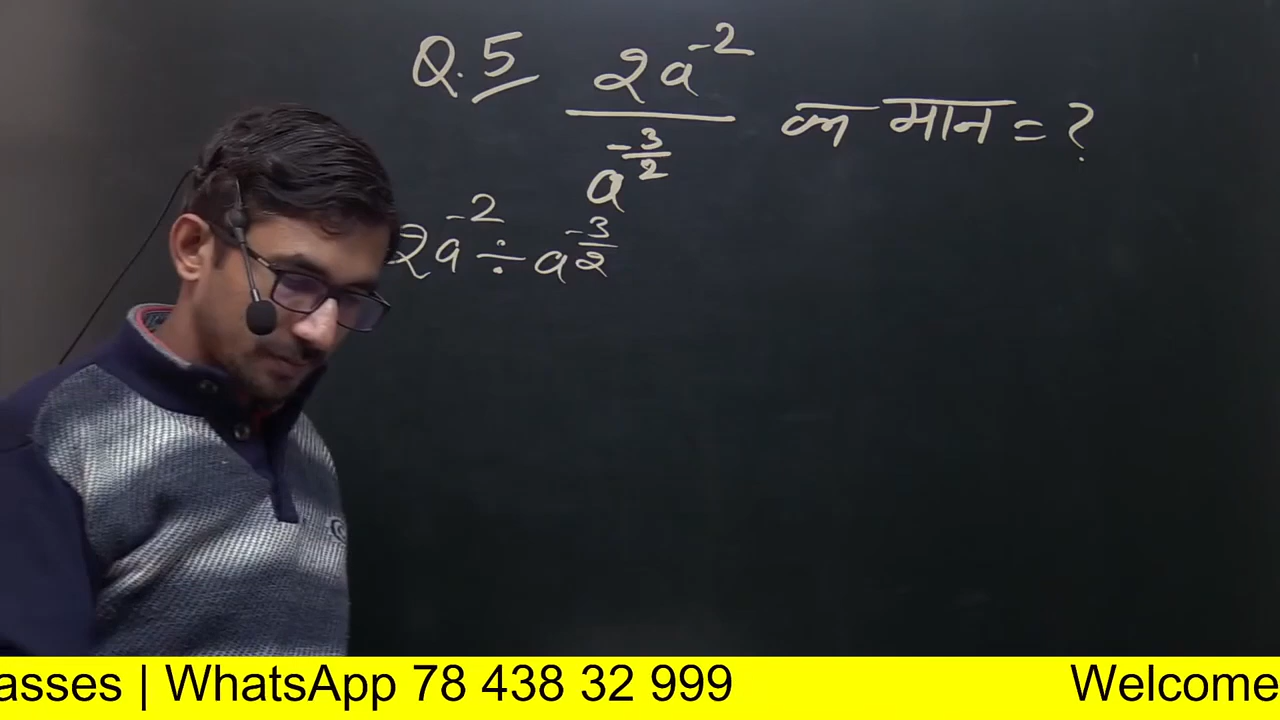 Q.5 2a^-2 / a^-3/2 का मान = ?
2a^-2 ÷ a^-3/2
asses | WhatsApp 78 438 32 999 Welcome